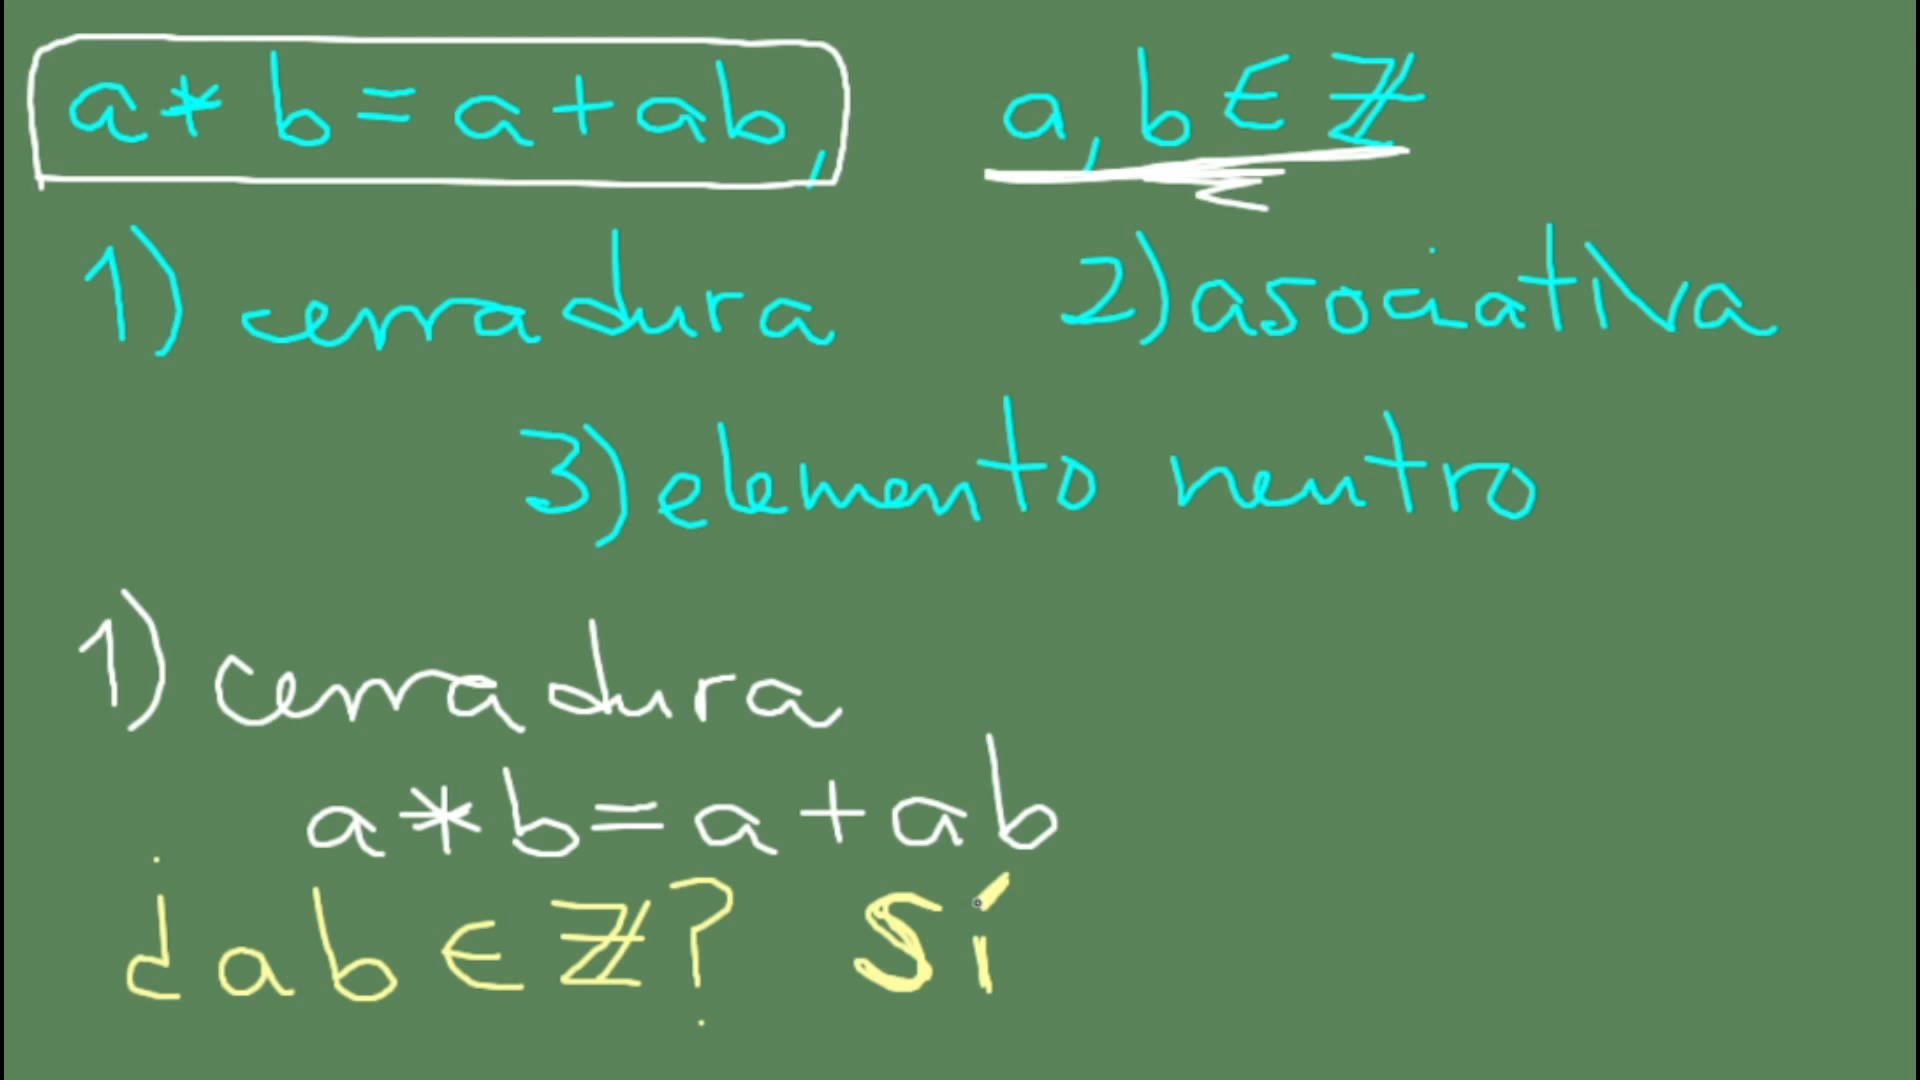 a * b = a + ab, a, b ∈ ℤ
1) cerradura 2) asociativa
3) elemento neutro
1) cerradura
a * b = a + ab
¿ab ∈ ℤ? Sí